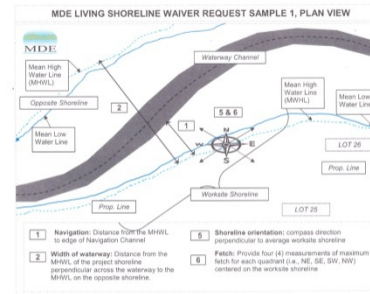 MDE LIVING SHORELINE WAIVER REQUEST SAMPLE 1, PLAN VIEW
MDE
Waterway Channel
Mean High
Water Line
(MHWL)
Opposite Shoreline
Mean Low
Water Line
2
1
5 & 6
N
W
E
S
Mean High
Water Line
(MWHL)
Mean Low
Water Line
LOT 26
Prop. Line
Worksite Shoreline
Prop. Line
LOT 25
1 Navigation: Distance from the MHWL
to edge of Navigation Channel
2 Width of waterway: Distance from the
MHWL of the project shoreline
perpendicular across the waterway to the
MHWL on the opposite shoreline.
5 Shoreline orientation: compass direction
perpendicular to average worksite shoreline
6 Fetch: Provide four (4) measurements of maximum
fetch for each quadrant (i.e., NE, SE, SW, NW)
centered on the worksite shoreline